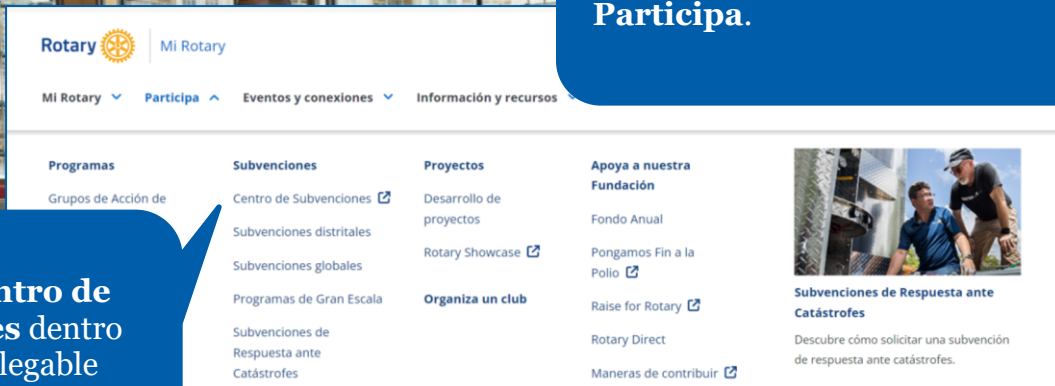 Participa.
Rotary
Mi Rotary
Mi Rotary
Participa
Eventos y conexiones
Información y recursos
Programas
Grupos de Acción de
Subvenciones
Centro de Subvenciones
Subvenciones distritales
Subvenciones globales
Programas de Gran Escala
Subvenciones de
Respuesta ante
Catástrofes
Proyectos
Desarrollo de
proyectos
Rotary Showcase
Organiza un club
Apoya a nuestra
Fundación
Fondo Anual
Pongamos Fin a la
Polio
Raise for Rotary
Rotary Direct
Maneras de contribuir
Subvenciones de Respuesta ante
Catástrofes
Descubre cómo solicitar una subvención
de respuesta ante catástrofes.
ntro de
es dentro
legable